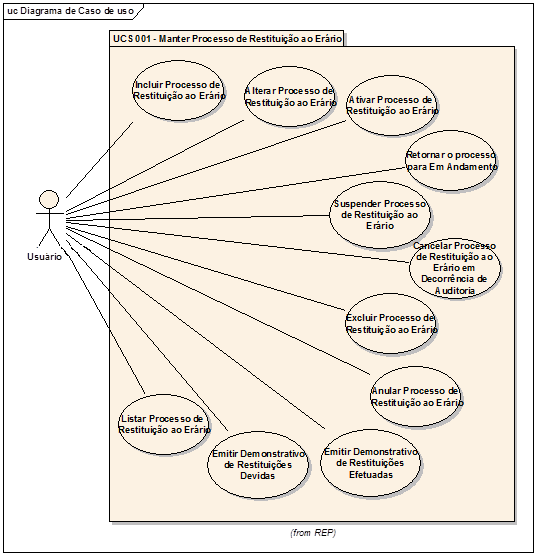 uc Diagrama de Caso de uso
UCS 001 - Manter Processo de Restituição ao Erário
Incluir Processo de
Restituição ao Erário
Alterar Processo de
Restituição ao Erário
Ativar Processo de
Restituição ao Erário
Retornar o processo
para Em Andamento
Suspender Processo
de Restituição ao
Erário
Usuário
Cancelar Processo
de Restituição ao
Erário em
Decorrência de
Auditoria
Excluir Processo de
Restituição ao Erário
Anular Processo de
Restituição ao Erário
Listar Processo de
Restituição ao Erário
Emitir Demonstrativo
de Restituições
Devidas
Emitir Demonstrativo
de Restituições
Efetuadas
(from REP)